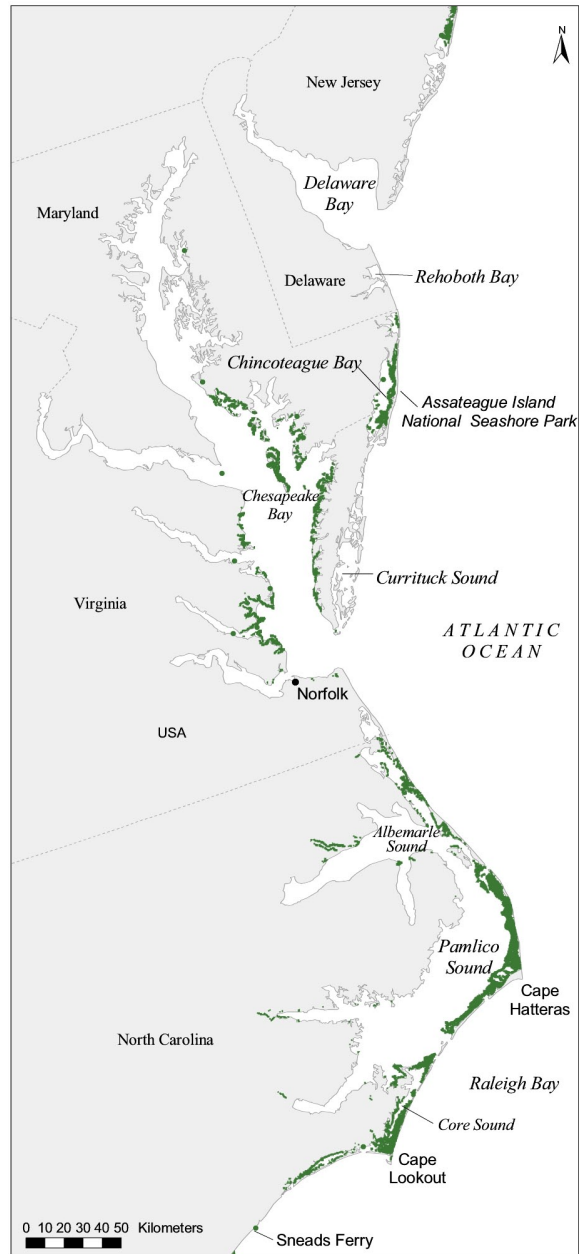 N
New Jersey
Delaware
Bay
Maryland
Delaware
Rehoboth Bay
Chincoteague Bay
Assateague Island
National Seashore Park
Chesapeake
Bay
Currituck Sound
Virginia
ATLANTIC
OCEAN
Norfolk
USA
Albemarle
Sound
Pamlico
Sound
Cape
Hatteras
North Carolina
Raleigh Bay
Core Sound
Cape
Lookout
0 10 20 30 40 50 Kilometers
Sneads Ferry